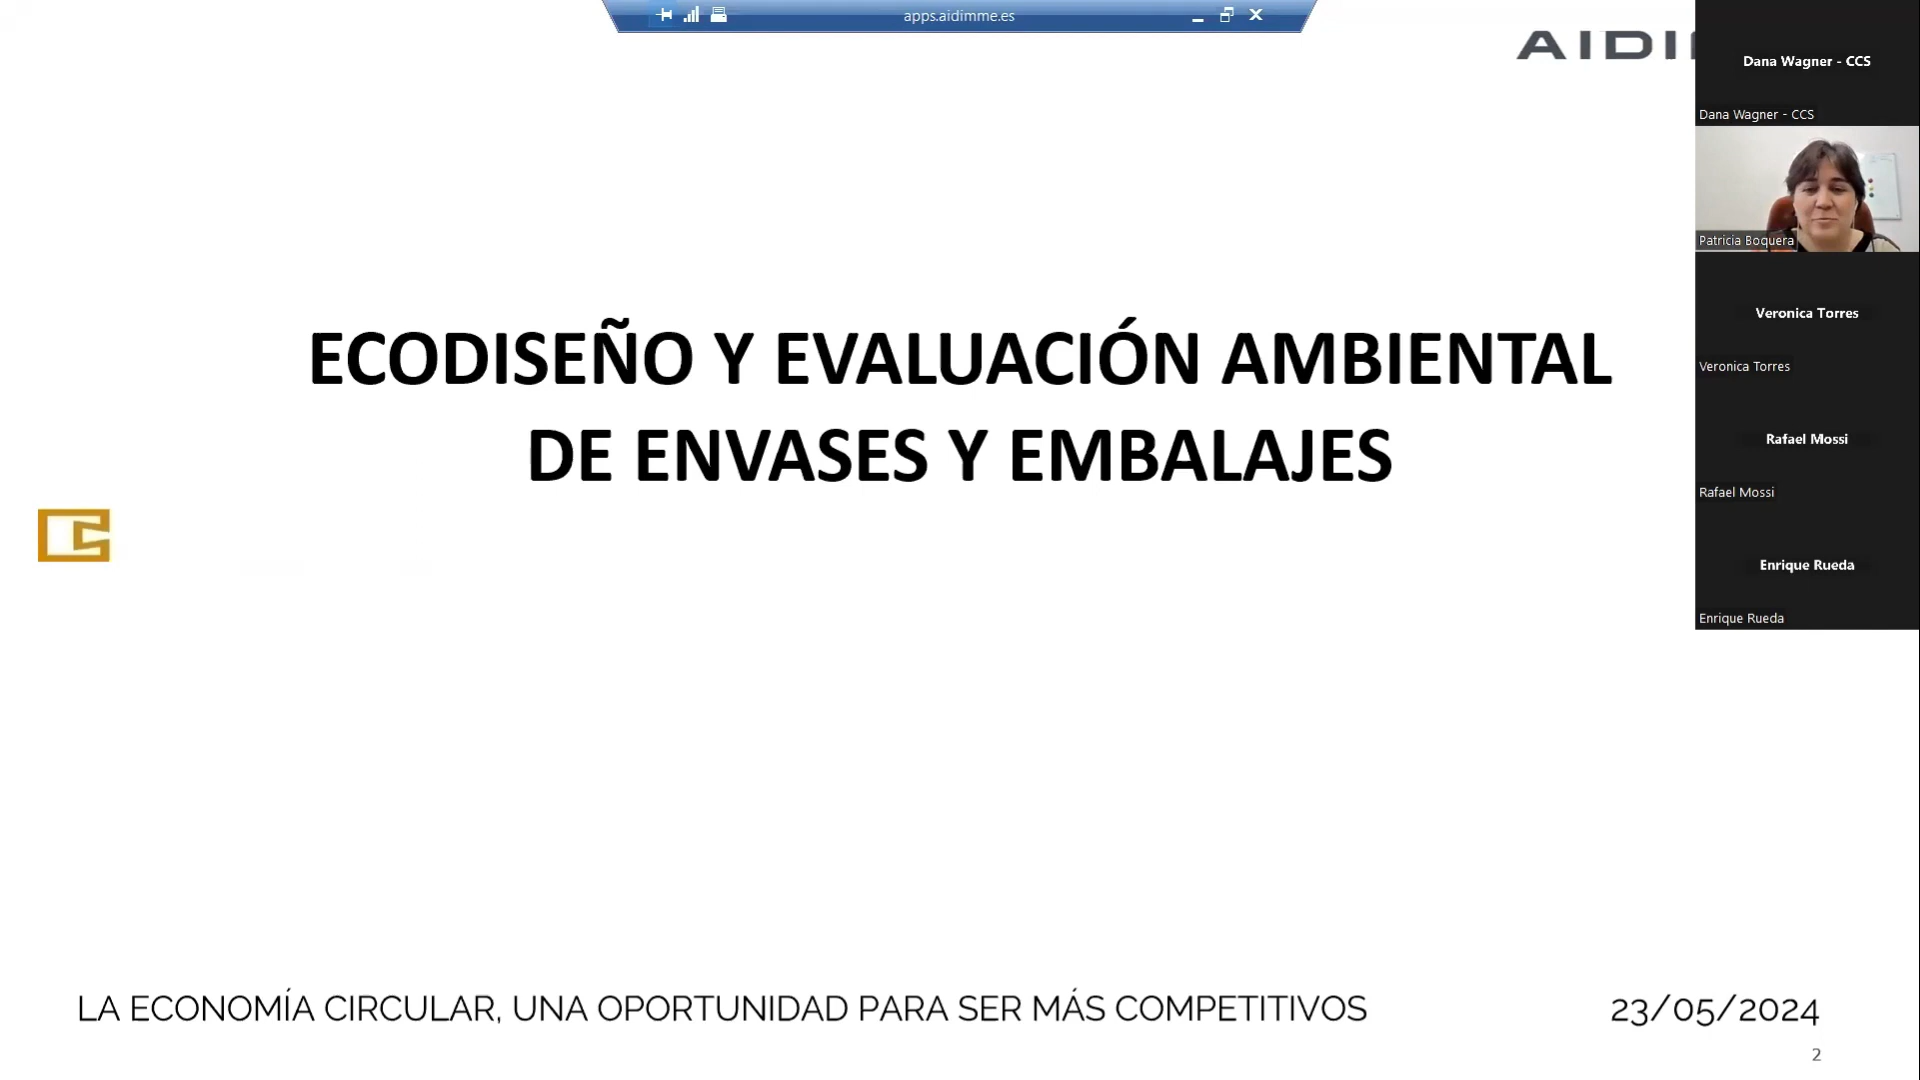 apps.aidimme.es
Dana Wagner - CCS
Dana Wagner - CCS
Patricia Boquera
Veronica Torres
Veronica Torres
Rafael Mossi
Rafael Mossi
Enrique Rueda
Enrique Rueda
ECODISEÑO Y EVALUACIÓN AMBIENTAL
DE ENVASES Y EMBALAJES
LA ECONOMÍA CIRCULAR, UNA OPORTUNIDAD PARA SER MÁS COMPETITIVOS
23/05/2024
2